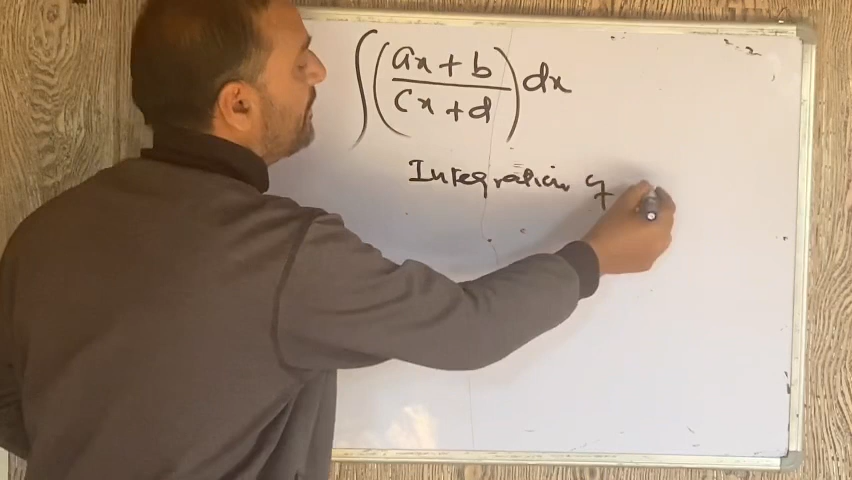 ∫(ax + b / cx + d) dx
Integration of